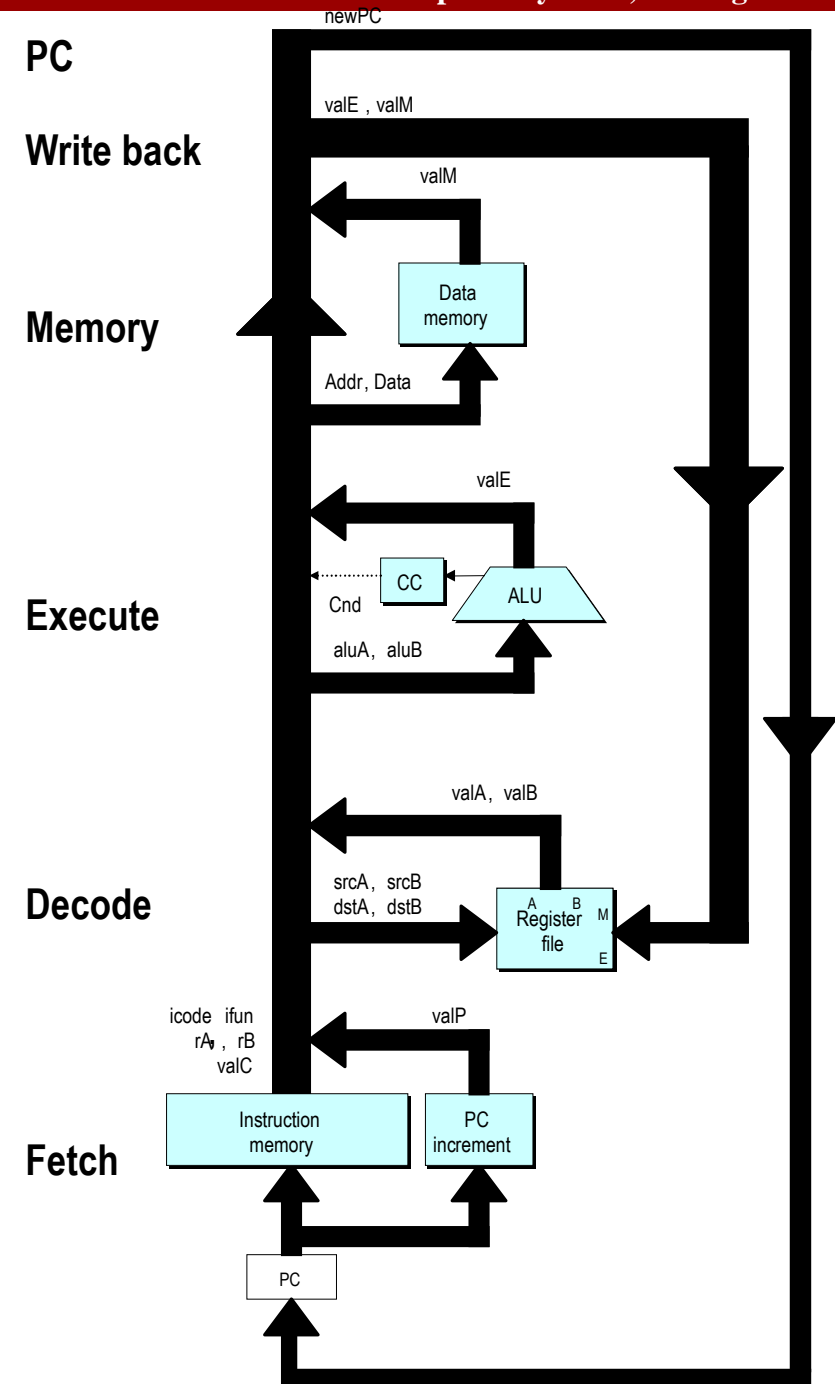 newPC
PC
valE , valM
Write back
valM
Data
memory
Memory
Addr, Data
valE
CC
ALU
Cnd
Execute
aluA, aluB
valA, valB
srcA, srcB
dstA, dstB
Decode
A B M
Register
file
E
icode ifun
rA, , rB
valC
valP
Instruction
memory
PC
increment
Fetch
PC